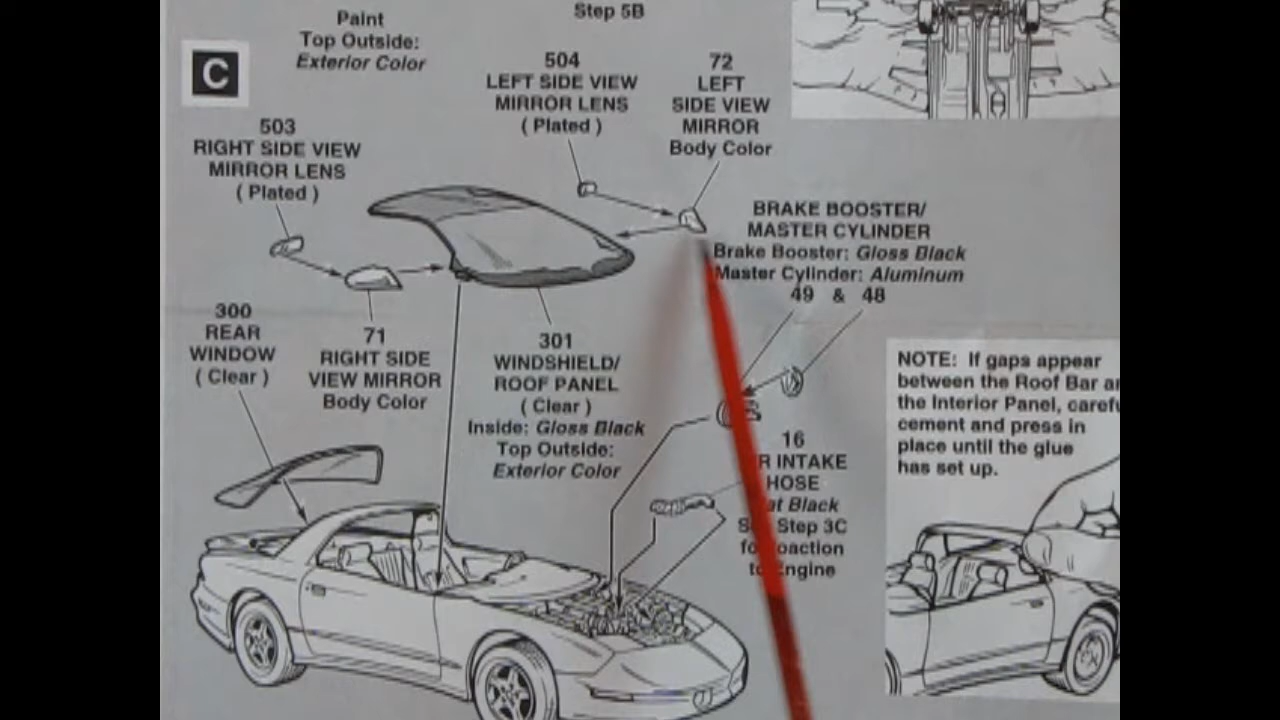 Step 5B
Paint
Top Outside:
Exterior Color
C
504
LEFT SIDE VIEW
MIRROR LENS
( Plated )
72
LEFT
SIDE VIEW
MIRROR
Body Color
503
RIGHT SIDE VIEW
MIRROR LENS
( Plated )
BRAKE BOOSTER/
MASTER CYLINDER
Brake Booster: Gloss Black
Master Cylinder: Aluminum
49 & 48
300
REAR
WINDOW
( Clear )
71
RIGHT SIDE
VIEW MIRROR
Body Color
301
WINDSHIELD/
ROOF PANEL
( Clear )
Inside: Gloss Black
Top Outside:
Exterior Color
16
INTAKE
HOSE
Black
Step 3C
to Engine
NOTE: If gaps appear
between the Roof Bar
the Interior Panel,
cement and press in
place until the glue
has set up.